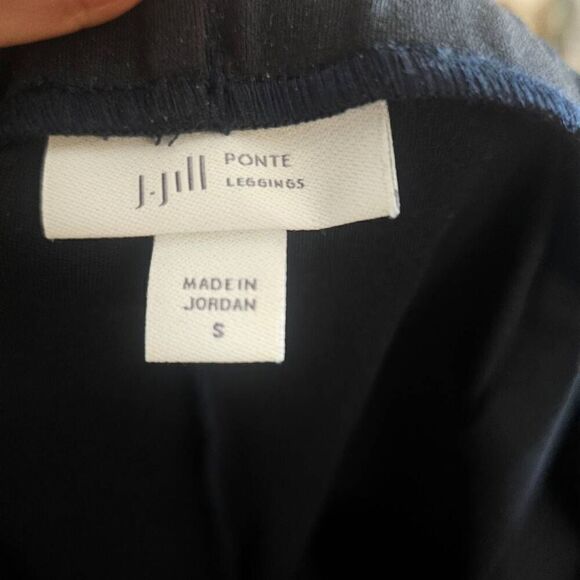 J.Jill PONTE
LEGGINGS
MADE IN
JORDAN
S